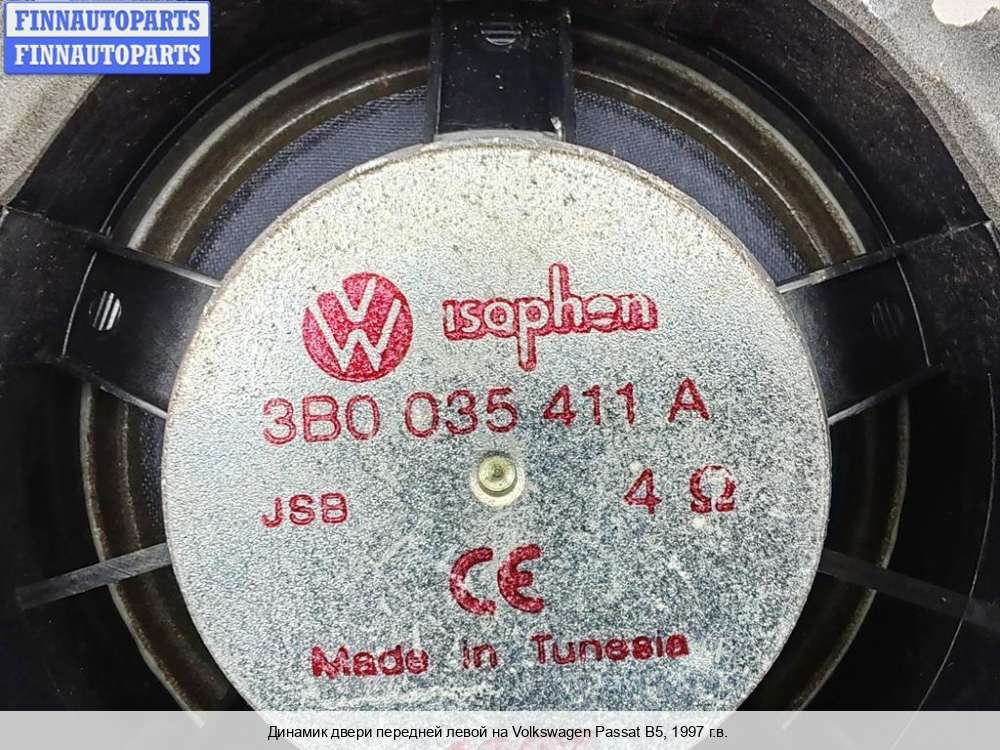 FINNAUTOPARTS
FINNAUTOPARTS
VW isophon
3B0 035 411 A
JSB 4 Ω
CE
Made in Tunesia
Динамик двери передней левой на Volkswagen Passat B5, 1997 г.в.